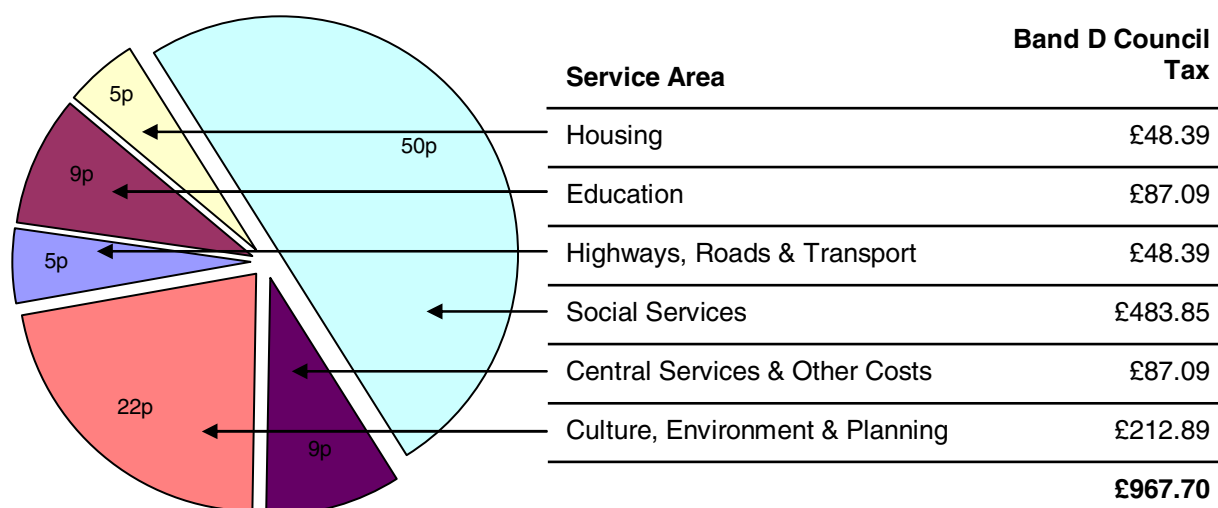 Band D Council
Tax
Service Area
5p
50p
Housing £48.39
9p
Education £87.09
5p
Highways, Roads & Transport £48.39
Social Services £483.85
Central Services & Other Costs £87.09
22p
Culture, Environment & Planning £212.89
9p
£967.70